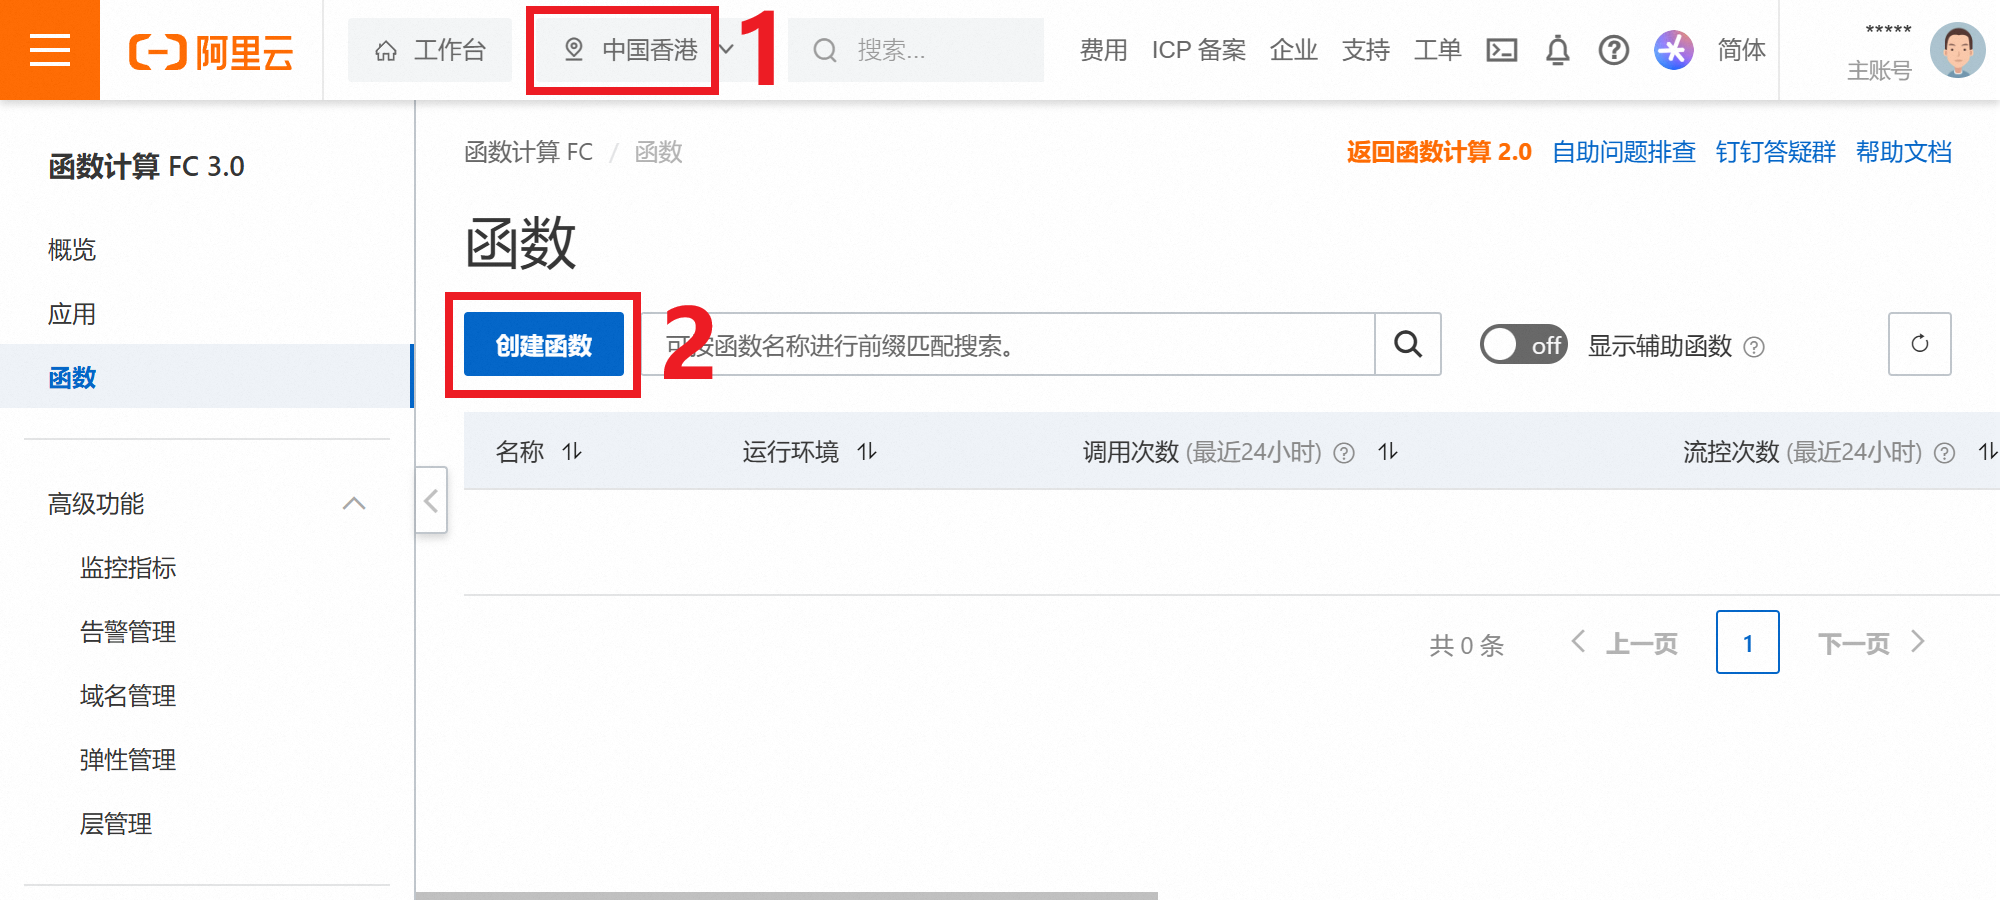 阿里云
工作台
中国香港
1
搜索...
费用
ICP 备案
企业
支持
工单
简体
*****
主账号
函数计算 FC 3.0
概览
应用
函数
高级功能
监控指标
告警管理
域名管理
弹性管理
层管理
函数计算 FC / 函数
返回函数计算 2.0
自助问题排查
钉钉答疑群
帮助文档
函数
创建函数
2
可按函数名称进行前缀匹配搜索。
off
显示辅助函数
名称
运行环境
调用次数 (最近24小时)
流控次数 (最近24小时)
共 0 条
上一页
1
下一页